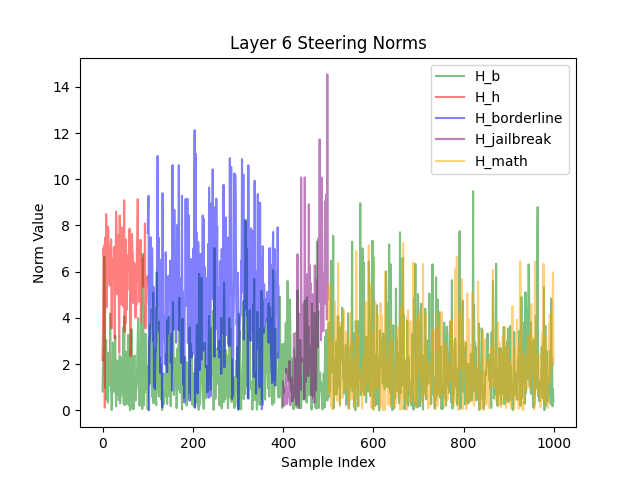 Layer 6 Steering Norms
H_b
H_h
H_borderline
H_jailbreak
H_math
Norm Value
14
12
10
8
6
4
2
0
0 200 400 600 800 1000
Sample Index